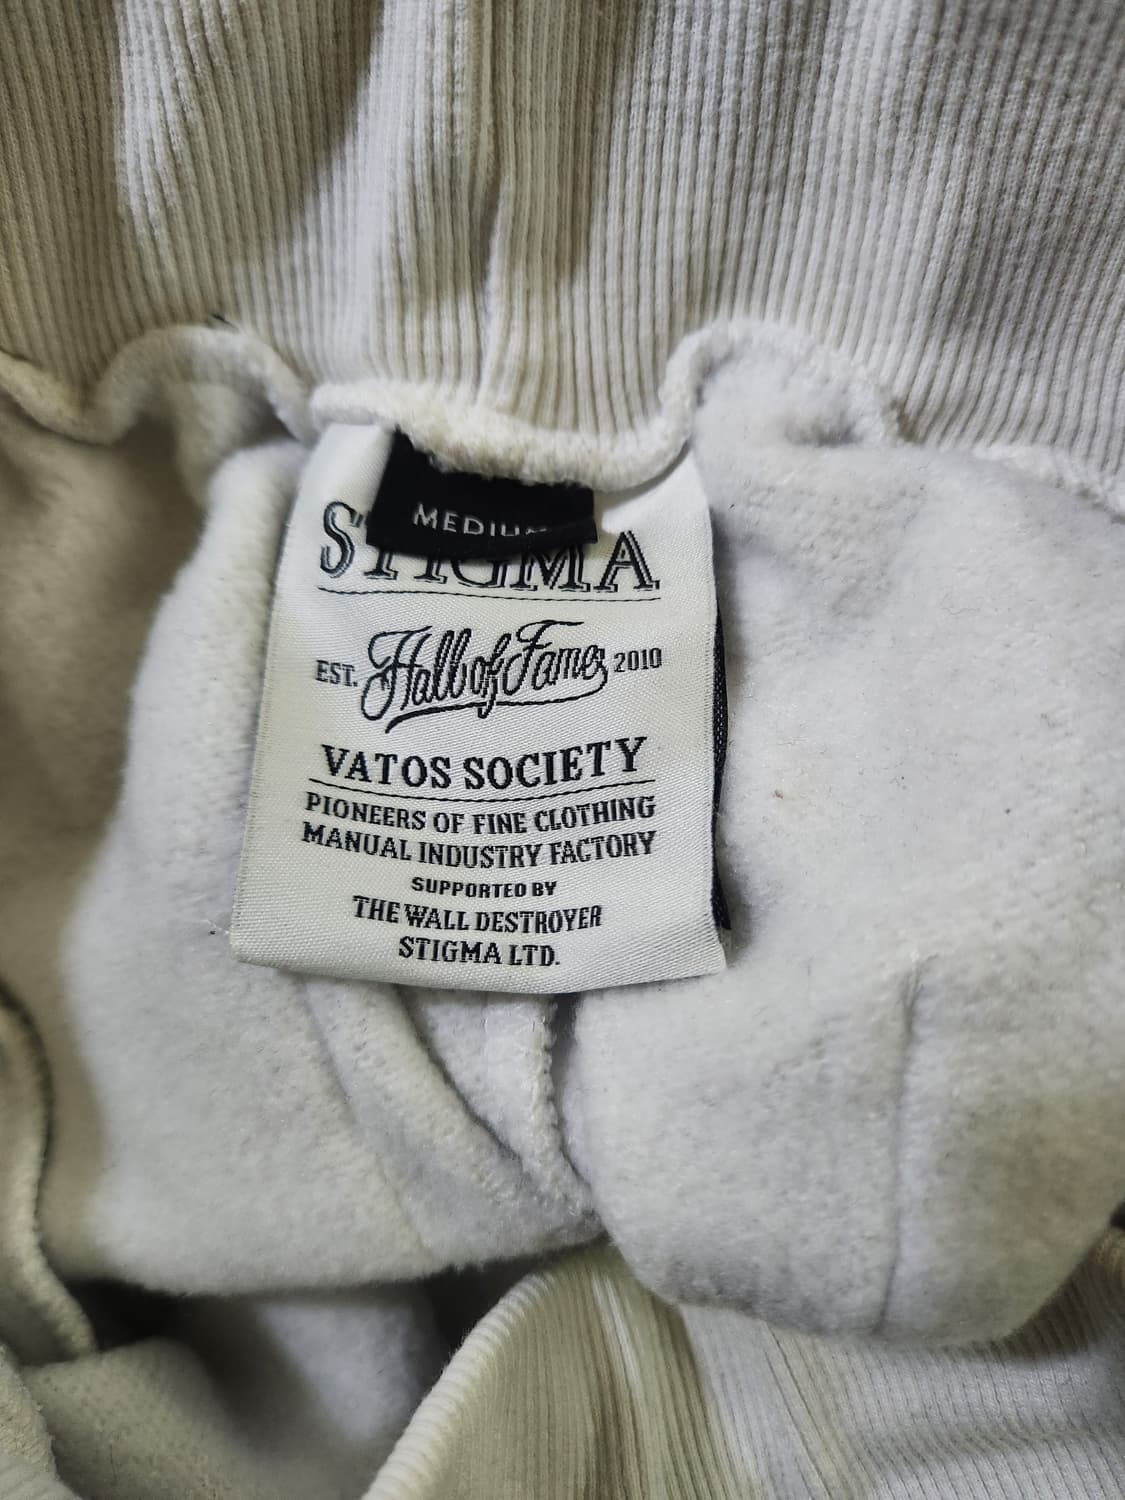 MEDIUM
STIGMA
EST. Hall of Fame 2010
VATOS SOCIETY
PIONEERS OF FINE CLOTHING
MANUAL INDUSTRY FACTORY
SUPPORTED BY
THE WALL DESTROYER
STIGMA LTD.